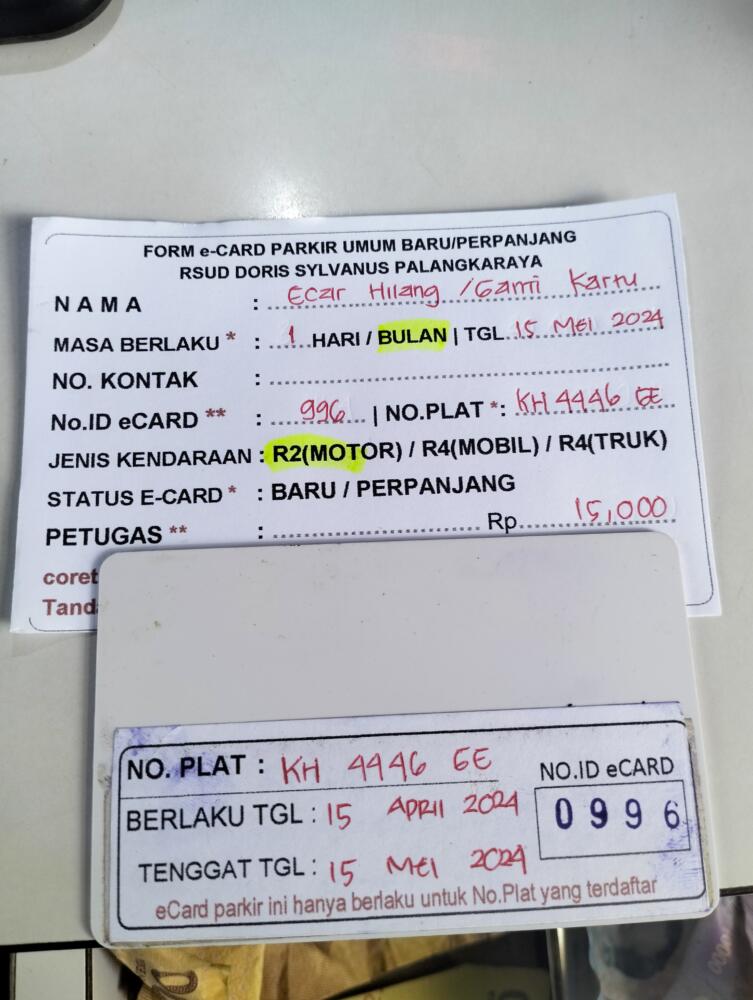 FORM e-CARD PARKIR UMUM BARU/PERPANJANG
RSUD DORIS SYLVANUS PALANGKARAYA
NAMA : Eczr Hilang / Ganti Kartu
MASA BERLAKU * : 1 HARI / BULAN | TGL 15 MEI 2024
NO. KONTAK :
No.ID eCARD ** : 996 | NO.PLAT *: KH 4446 EE
JENIS KENDARAAN : R2(MOTOR) / R4(MOBIL) / R4(TRUK)
STATUS E-CARD * : BARU / PERPANJANG
PETUGAS ** : Rp 15,000
coret
Tand
NO. PLAT : KH 4446 EE
NO.ID eCARD
BERLAKU TGL : 15 APRIL 2024
0996
TENGGAT TGL : 15 MEI 2024
eCard parkir ini hanya berlaku untuk No.Plat yang terdaftar